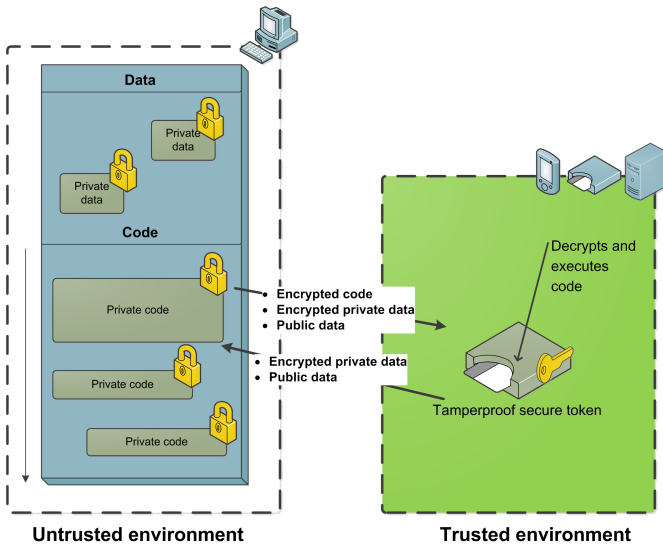 Data
Private
data
Private
data
Code
Private code
Private code
Private code
• Encrypted code
• Encrypted private data
• Public data
• Encrypted private data
• Public data
Decrypts and
executes
code
Tamperproof secure token
Untrusted environment
Trusted environment